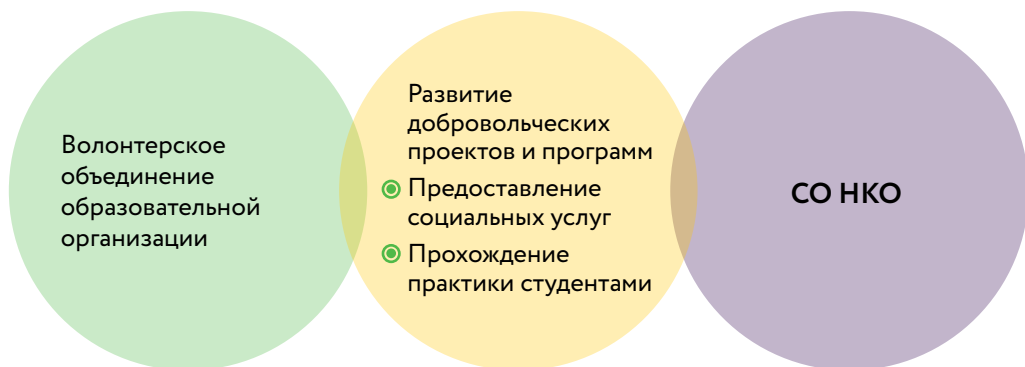 Волонтерское
объединение
образовательной
организации
Развитие
добровольческих
проектов и программ
Предоставление
социальных услуг
Прохождение
практики студентами
СО НКО